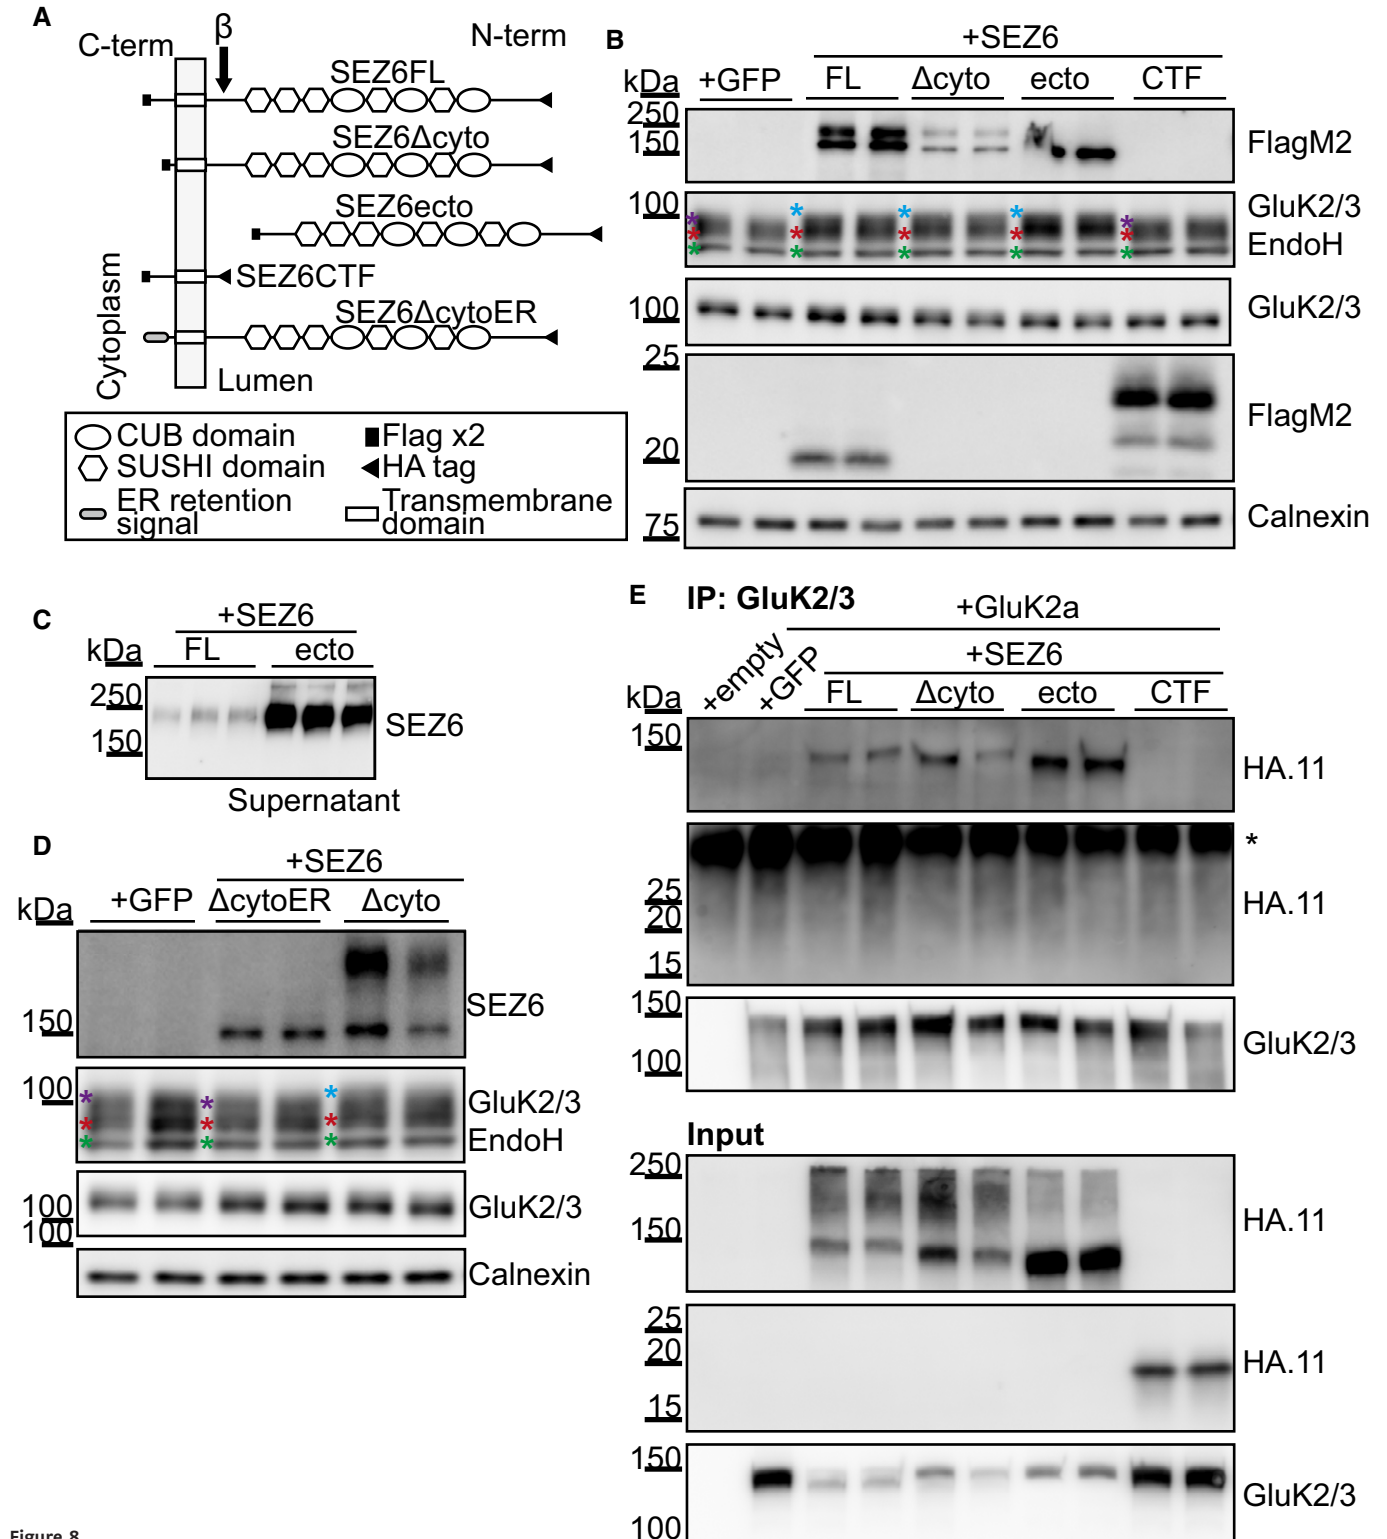 A
C-term
β
N-term
SEZ6FL
SEZ6Δcyto
SEZ6ecto
SEZ6CTF
SEZ6ΔcytoER
Cytoplasm
Lumen
CUB domain
Flag x2
SUSHI domain
HA tag
ER retention
signal
Transmembrane
domain
B
+SEZ6
kDa
+GFP
FL
Δcyto
ecto
CTF
250
150
FlagM2
100
* * * * *
* * * * *
* * * * *
GluK2/3
EndoH
100
GluK2/3
25
20
FlagM2
75
Calnexin
C
+SEZ6
kDa
FL
ecto
250
150
SEZ6
Supernatant
D
+SEZ6
kDa
+GFP
ΔcytoER
Δcyto
150
SEZ6
100
* * *
* * *
* * *
GluK2/3
EndoH
100
GluK2/3
100
Calnexin
E
IP: GluK2/3
+GluK2a
+SEZ6
kDa
+empty
+GFP
FL
Δcyto
ecto
CTF
150
HA.11
*
25
20
15
HA.11
150
100
GluK2/3
Input
250
150
HA.11
25
20
15
HA.11
150
100
GluK2/3
Figure 8